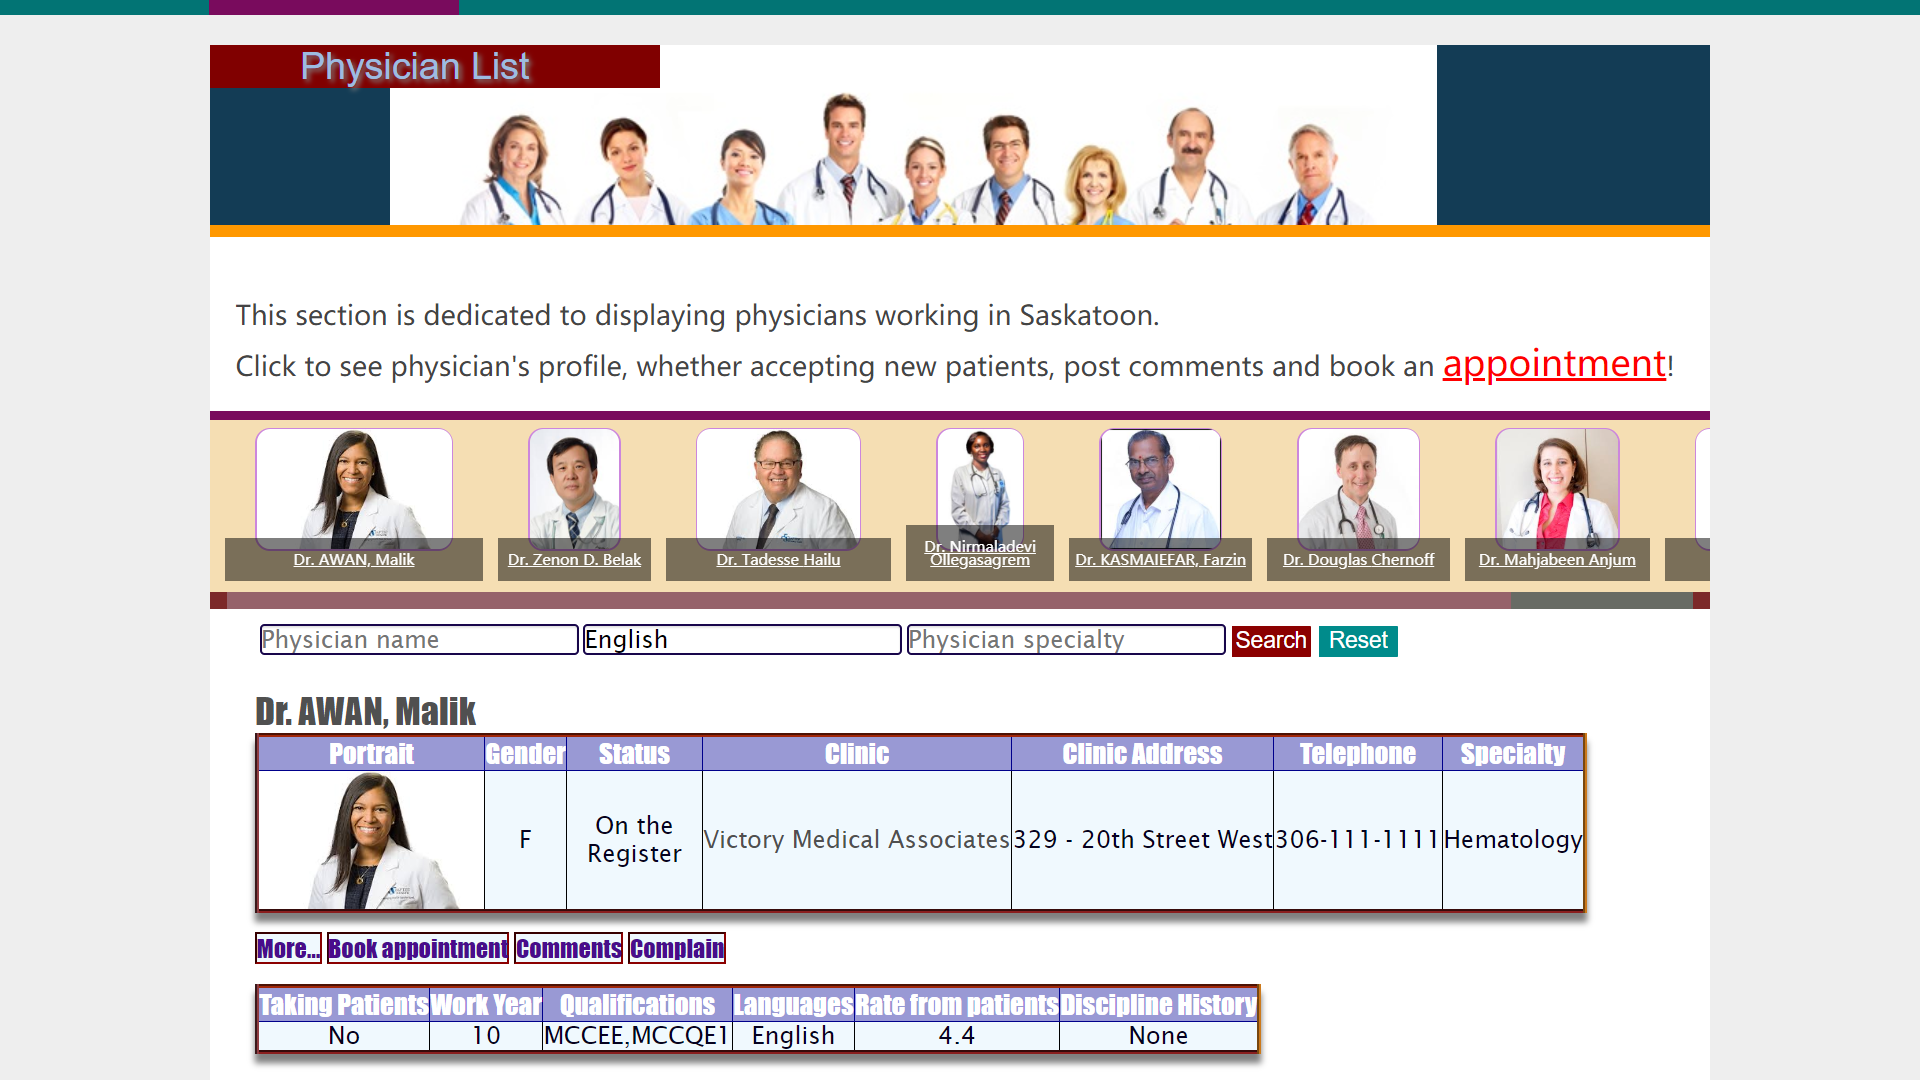 Physician List
This section is dedicated to displaying physicians working in Saskatoon.
Click to see physician's profile, whether accepting new patients, post comments and book an appointment!
Dr. AWAN, Malik
Dr. Zenon D. Belak
Dr. Tadesse Hailu
Dr. Nirmaladevi
Ollegasagrem
Dr. KASMAIEFAR, Farzin
Dr. Douglas Chernoff
Dr. Mahjabeen Anjum
Physician name English Physician specialty Search Reset
Dr. AWAN, Malik
Portrait Gender Status Clinic Clinic Address Telephone Specialty
F On the Register Victory Medical Associates 329 - 20th Street West 306-111-1111 Hematology
More... Book appointment Comments Complain
Taking Patients Work Year Qualifications Languages Rate from patients Discipline History
No 10 MCCEE,MCCQE1 English 4.4 None